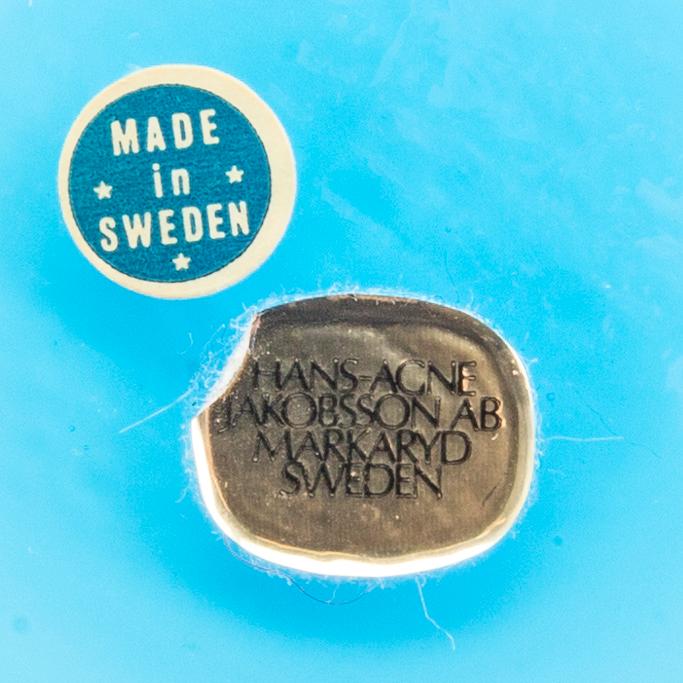 MADE
in
SWEDEN
HANS-AGNE
JAKOBSSON AB
MARKARYD
SWEDEN